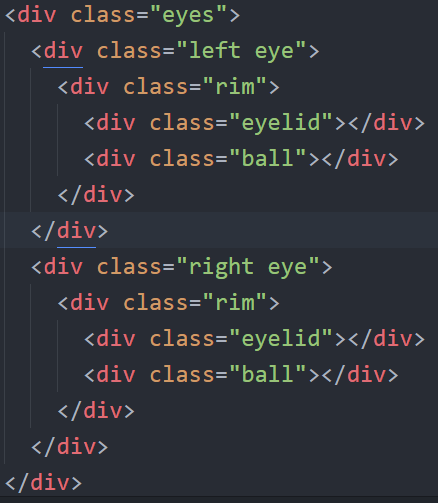 <div class="eyes">
  <div class="left eye">
    <div class="rim">
      <div class="eyelid"></div>
      <div class="ball"></div>
    </div>
  </div>
  <div class="right eye">
    <div class="rim">
      <div class="eyelid"></div>
      <div class="ball"></div>
    </div>
  </div>
</div>